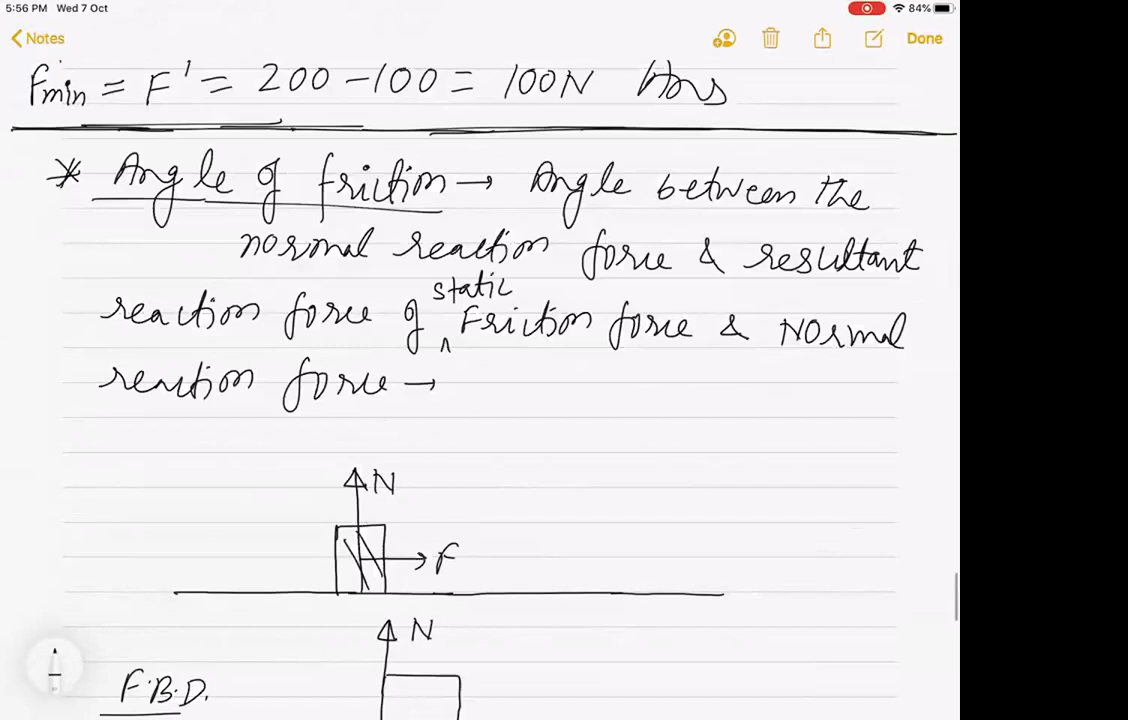 5:56 PM Wed 7 Oct
84%
Notes
Done
Fmin = F' = 200 - 100 = 100N Ans
* Angle of friction → Angle between the
normal reaction force & resultant
static
reaction force of ^ Friction force & Normal
reaction force →
N
F
N
F.B.D.